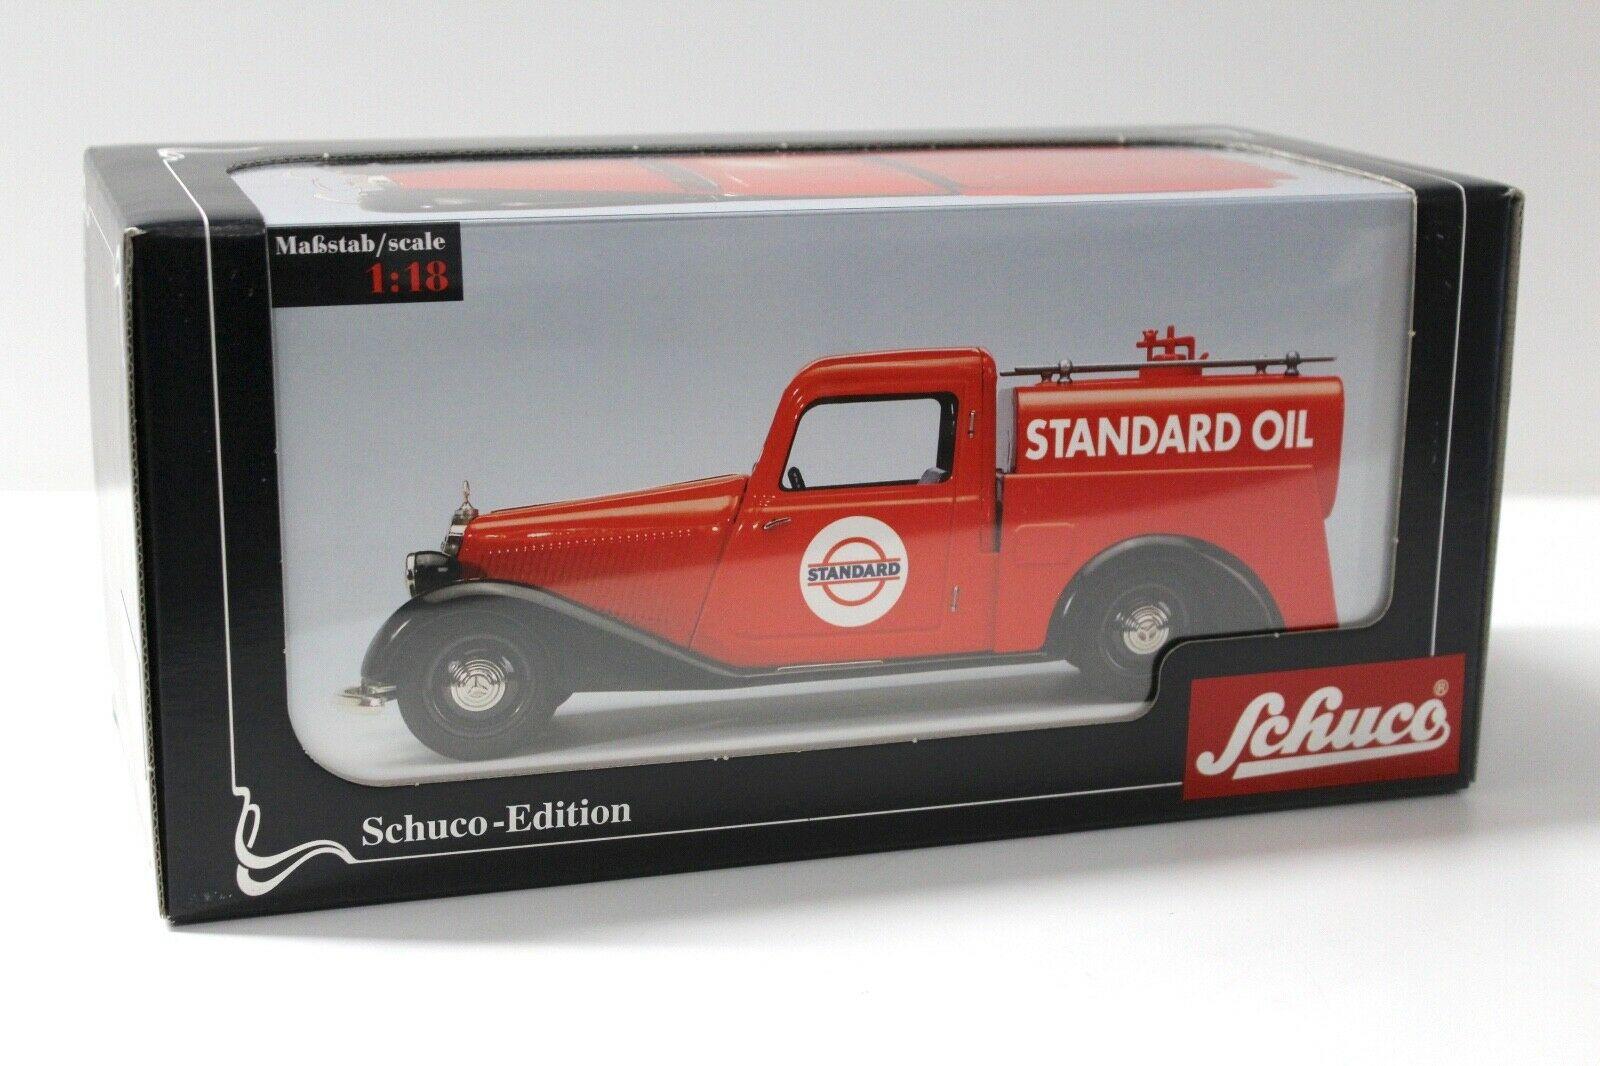 Maßstab/scale
1:18
STANDARD OIL
STANDARD
Schuco®
Schuco-Edition